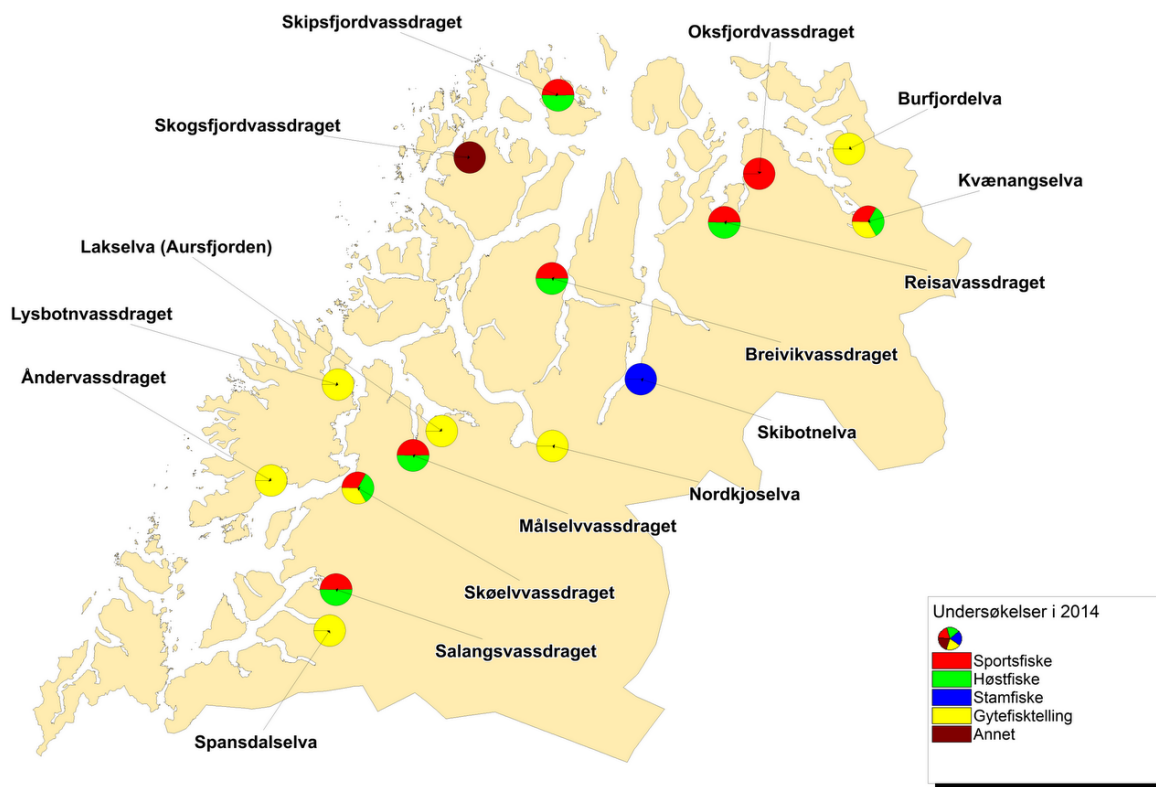 Skipsfjordvassdraget
Oksfjordvassdraget
Burfjordelva
Skogsfjordvassdraget
Kvænangselva
Lakselva (Aursfjorden)
Reisavassdraget
Lysbotnvassdraget
Breivikvassdraget
Åndervassdraget
Skibotnelva
Nordkjoselva
Målselvvassdraget
Skøelvvassdraget
Salangsvassdraget
Spansdalselva
Undersøkelser i 2014
Sportsfiske
Høstfiske
Stamfiske
Gytefisktelling
Annet